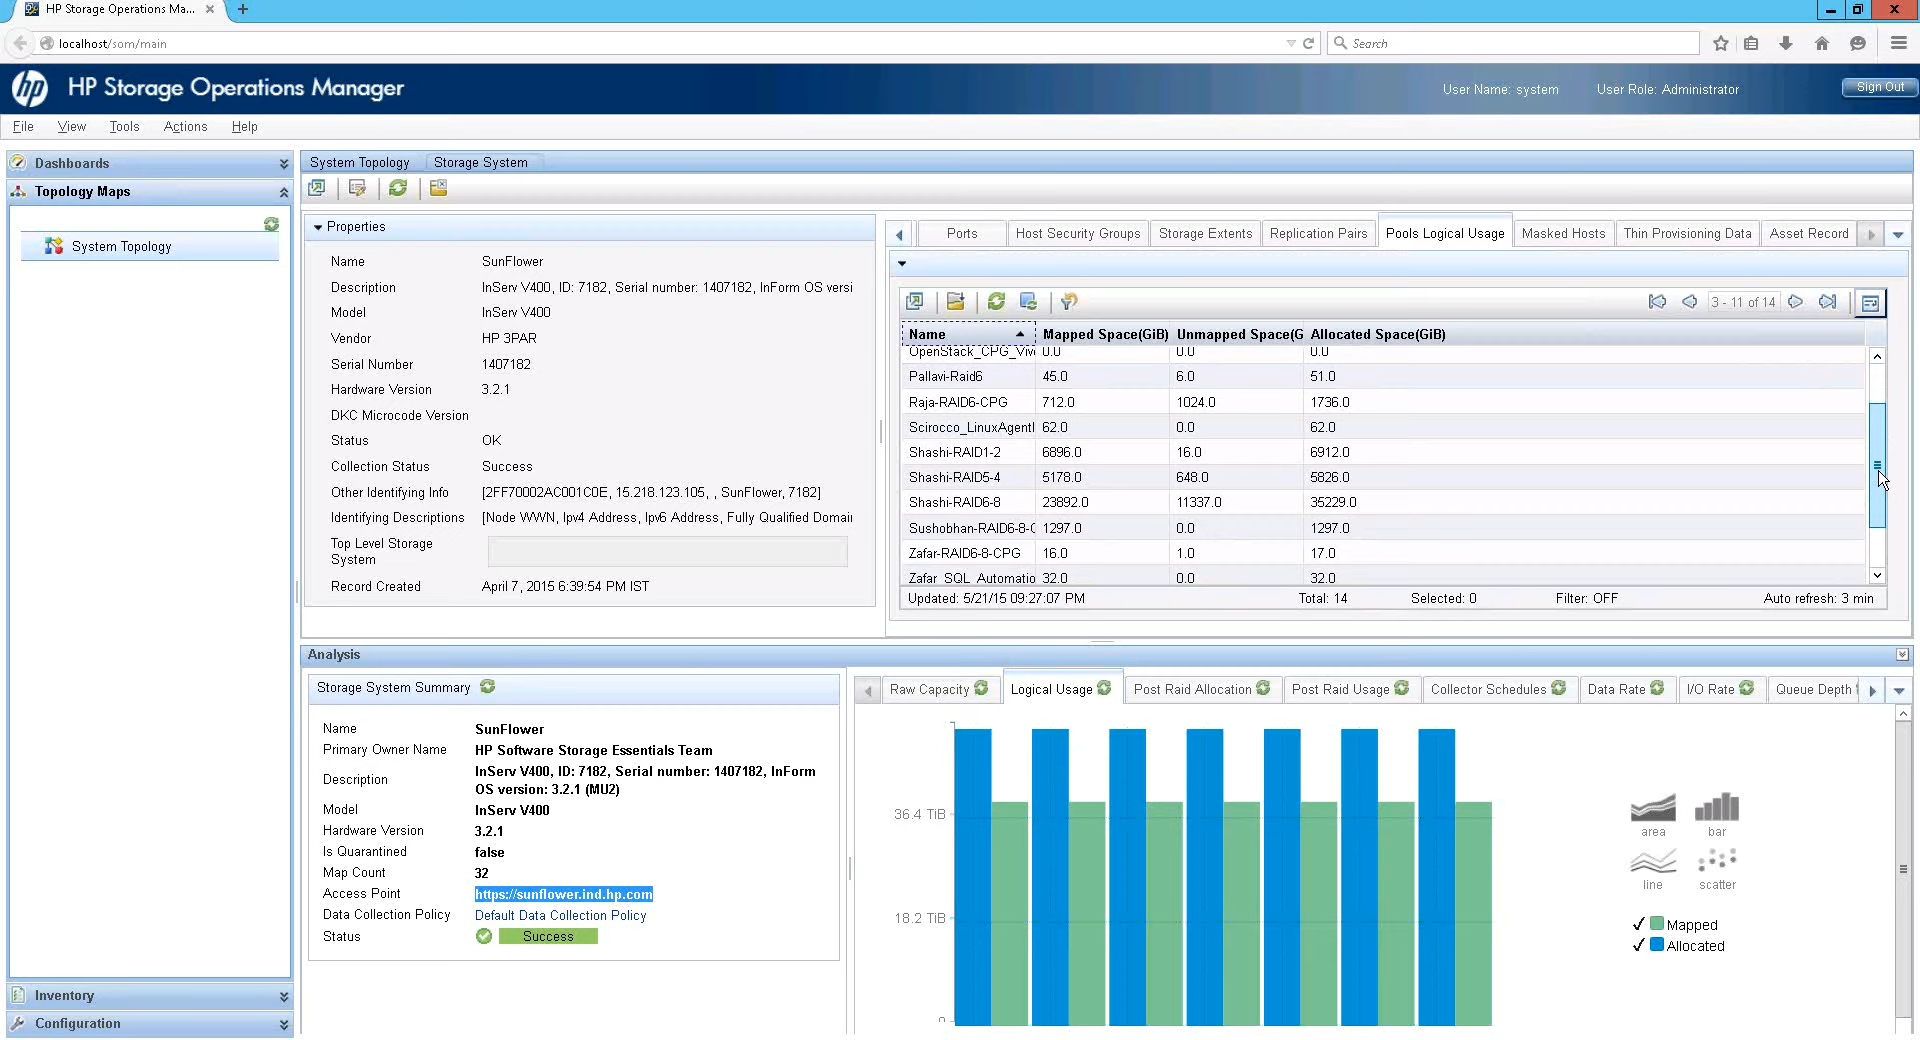 HP Storage Operations Ma...
localhost/som/main
Search
hp
HP Storage Operations Manager
User Name: system
User Role: Administrator
Sign Out
File View Tools Actions Help
Dashboards
Topology Maps
System Topology
Inventory
Configuration
System Topology Storage System
Properties
Name SunFlower
Description InServ V400, ID: 7182, Serial number: 1407182, InForm OS versi
Model InServ V400
Vendor HP 3PAR
Serial Number 1407182
Hardware Version 3.2.1
DKC Microcode Version
Status OK
Collection Status Success
Other Identifying Info [2FF70002AC001C0E, 15.218.123.105, , SunFlower, 7182]
Identifying Descriptions [Node WWN, Ipv4 Address, Ipv6 Address, Fully Qualified Domain
Top Level Storage
System
Record Created April 7, 2015 6:39:54 PM IST
Ports Host Security Groups Storage Extents Replication Pairs Pools Logical Usage Masked Hosts Thin Provisioning Data Asset Record
3 - 11 of 14
Name Mapped Space(GiB) Unmapped Space(G Allocated Space(GiB)
OpenStack_CPG_Viv 0.0 0.0 0.0
Pallavi-Raid6 45.0 6.0 51.0
Raja-RAID6-CPG 712.0 1024.0 1736.0
Scirocco_LinuxAgent 62.0 0.0 62.0
Shashi-RAID1-2 6896.0 16.0 6912.0
Shashi-RAID5-4 5178.0 648.0 5826.0
Shashi-RAID6-8 23892.0 11337.0 35229.0
Sushobhan-RAID6-8-C 1297.0 0.0 1297.0
Zafar-RAID6-8-CPG 16.0 1.0 17.0
Zafar_SQL_Automatio 32.0 0.0 32.0
Updated: 5/21/15 09:27:07 PM Total: 14 Selected: 0 Filter: OFF Auto refresh: 3 min
Analysis
Storage System Summary
Name SunFlower
Primary Owner Name HP Software Storage Essentials Team
Description InServ V400, ID: 7182, Serial number: 1407182, InForm
OS version: 3.2.1 (MU2)
Model InServ V400
Hardware Version 3.2.1
Is Quarantined false
Map Count 32
Access Point https://sunflower.ind.hp.com
Data Collection Policy Default Data Collection Policy
Status Success
Raw Capacity Logical Usage Post Raid Allocation Post Raid Usage Collector Schedules Data Rate I/O Rate Queue Depth
36.4 TiB
18.2 TiB
0
area bar
line scatter
Mapped
Allocated